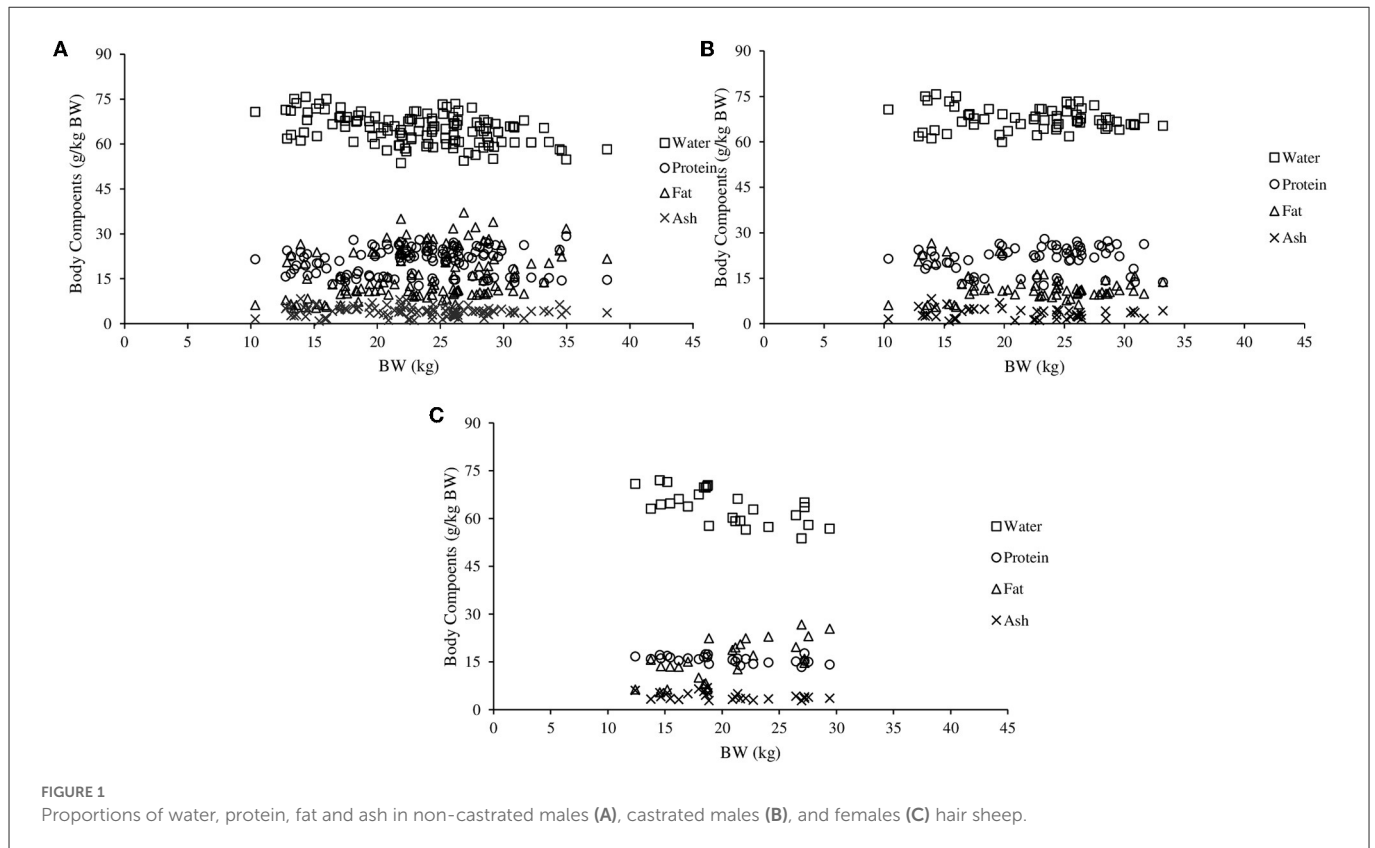 A
90
75
60
45
30
15
0
Body Compoents (g/kg BW)
0 5 10 15 20 25 30 35 40 45
BW (kg)
Water
Protein
Fat
Ash
B
90
75
60
45
30
15
0
Body Compoents (g/kg BW)
0 5 10 15 20 25 30 35 40 45
BW (kg)
Water
Protein
Fat
Ash
C
90
75
60
45
30
15
0
Body Compoents (g/kg BW)
0 5 10 15 20 25 30 35 40 45
BW (kg)
Water
Protein
Fat
Ash
FIGURE 1
Proportions of water, protein, fat and ash in non-castrated males (A), castrated males (B), and females (C) hair sheep.